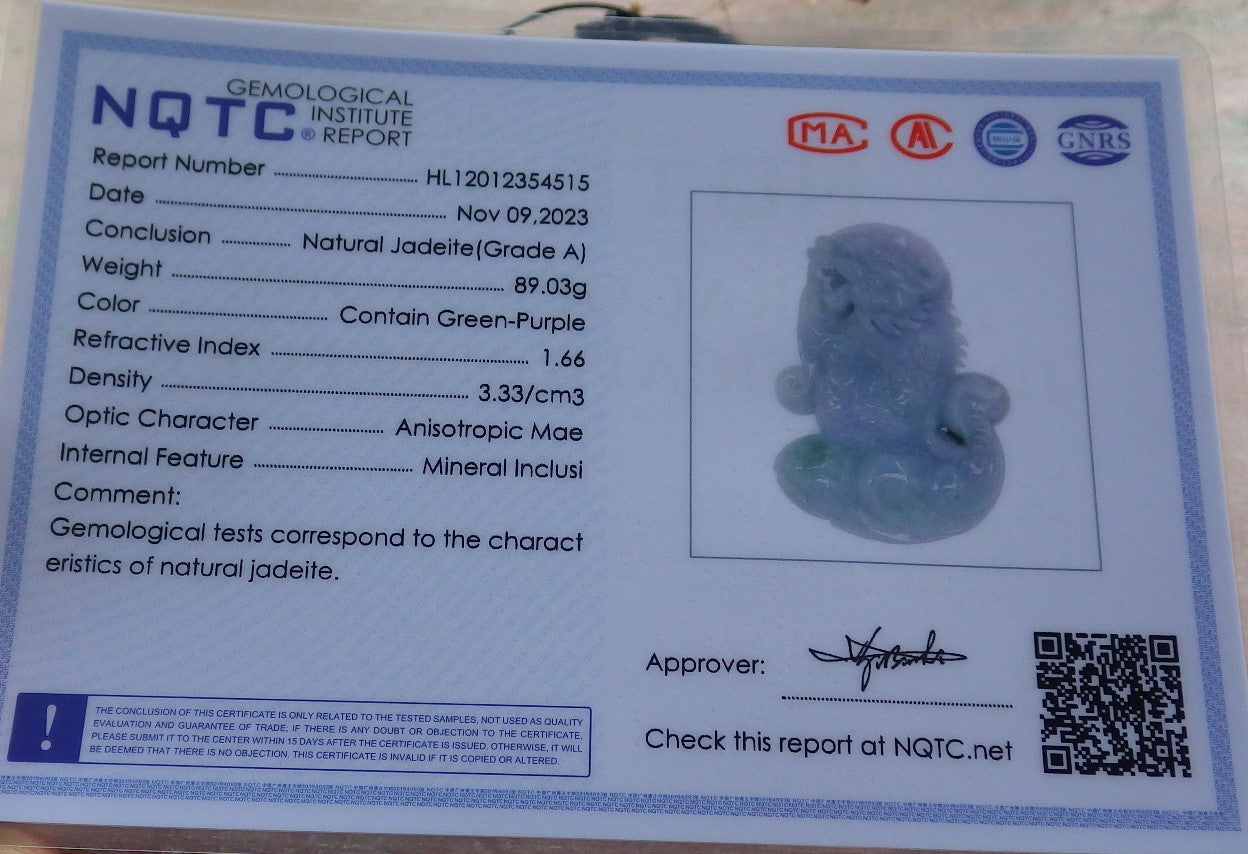 NQTC® GEMOLOGICAL
INSTITUTE
REPORT
MA
GNRS
Report Number HL12012354515
Date Nov 09,2023
Conclusion Natural Jadeite(Grade A)
Weight 89.03g
Color Contain Green-Purple
Refractive Index 1.66
Density 3.33/cm3
Optic Character Anisotropic Mae
Internal Feature Mineral Inclusi
Comment:
Gemological tests correspond to the charact
eristics of natural jadeite.
! THE CONCLUSION OF THIS CERTIFICATE IS ONLY RELATED TO THE TESTED SAMPLES, NOT USED AS QUALITY
EVALUATION AND GUARANTEE OF TRADE; IF THERE IS ANY DOUBT OR OBJECTION TO THE CERTIFICATE,
PLEASE SUBMIT IT TO THE CENTER WITHIN 15 DAYS AFTER THE CERTIFICATE IS ISSUED. OTHERWISE, IT WILL
BE DEEMED THAT THERE IS NO OBJECTION. THIS CERTIFICATE IS INVALID IF IT IS COPIED OR ALTERED.
Approver:
Check this report at NQTC.net